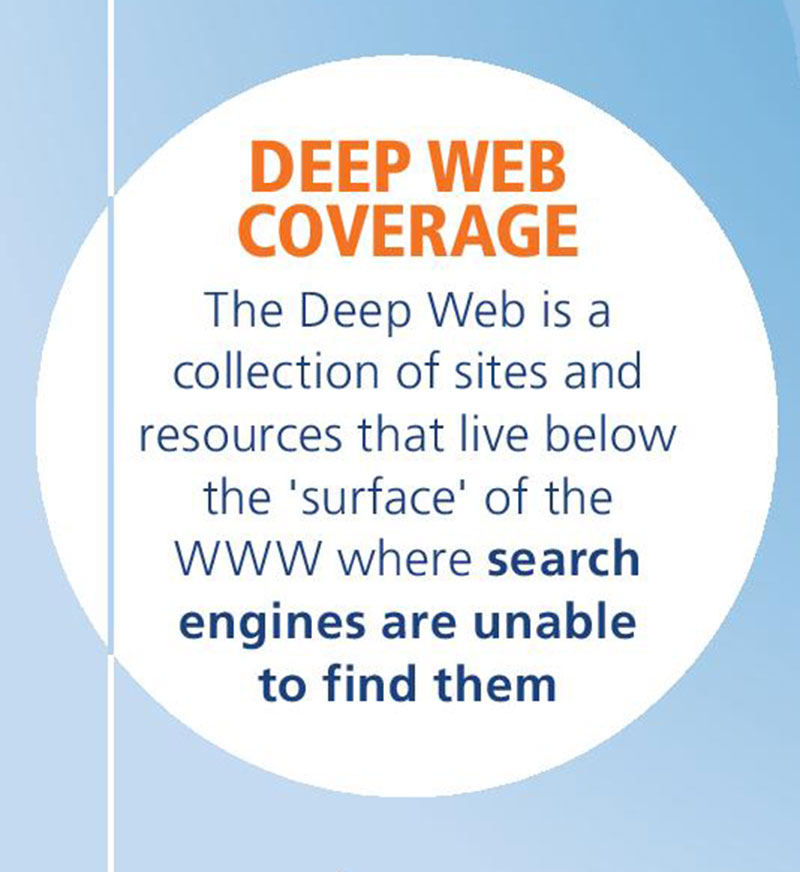 DEEP WEB
COVERAGE
The Deep Web is a
collection of sites and
resources that live below
the 'surface' of the
WWW where search
engines are unable
to find them